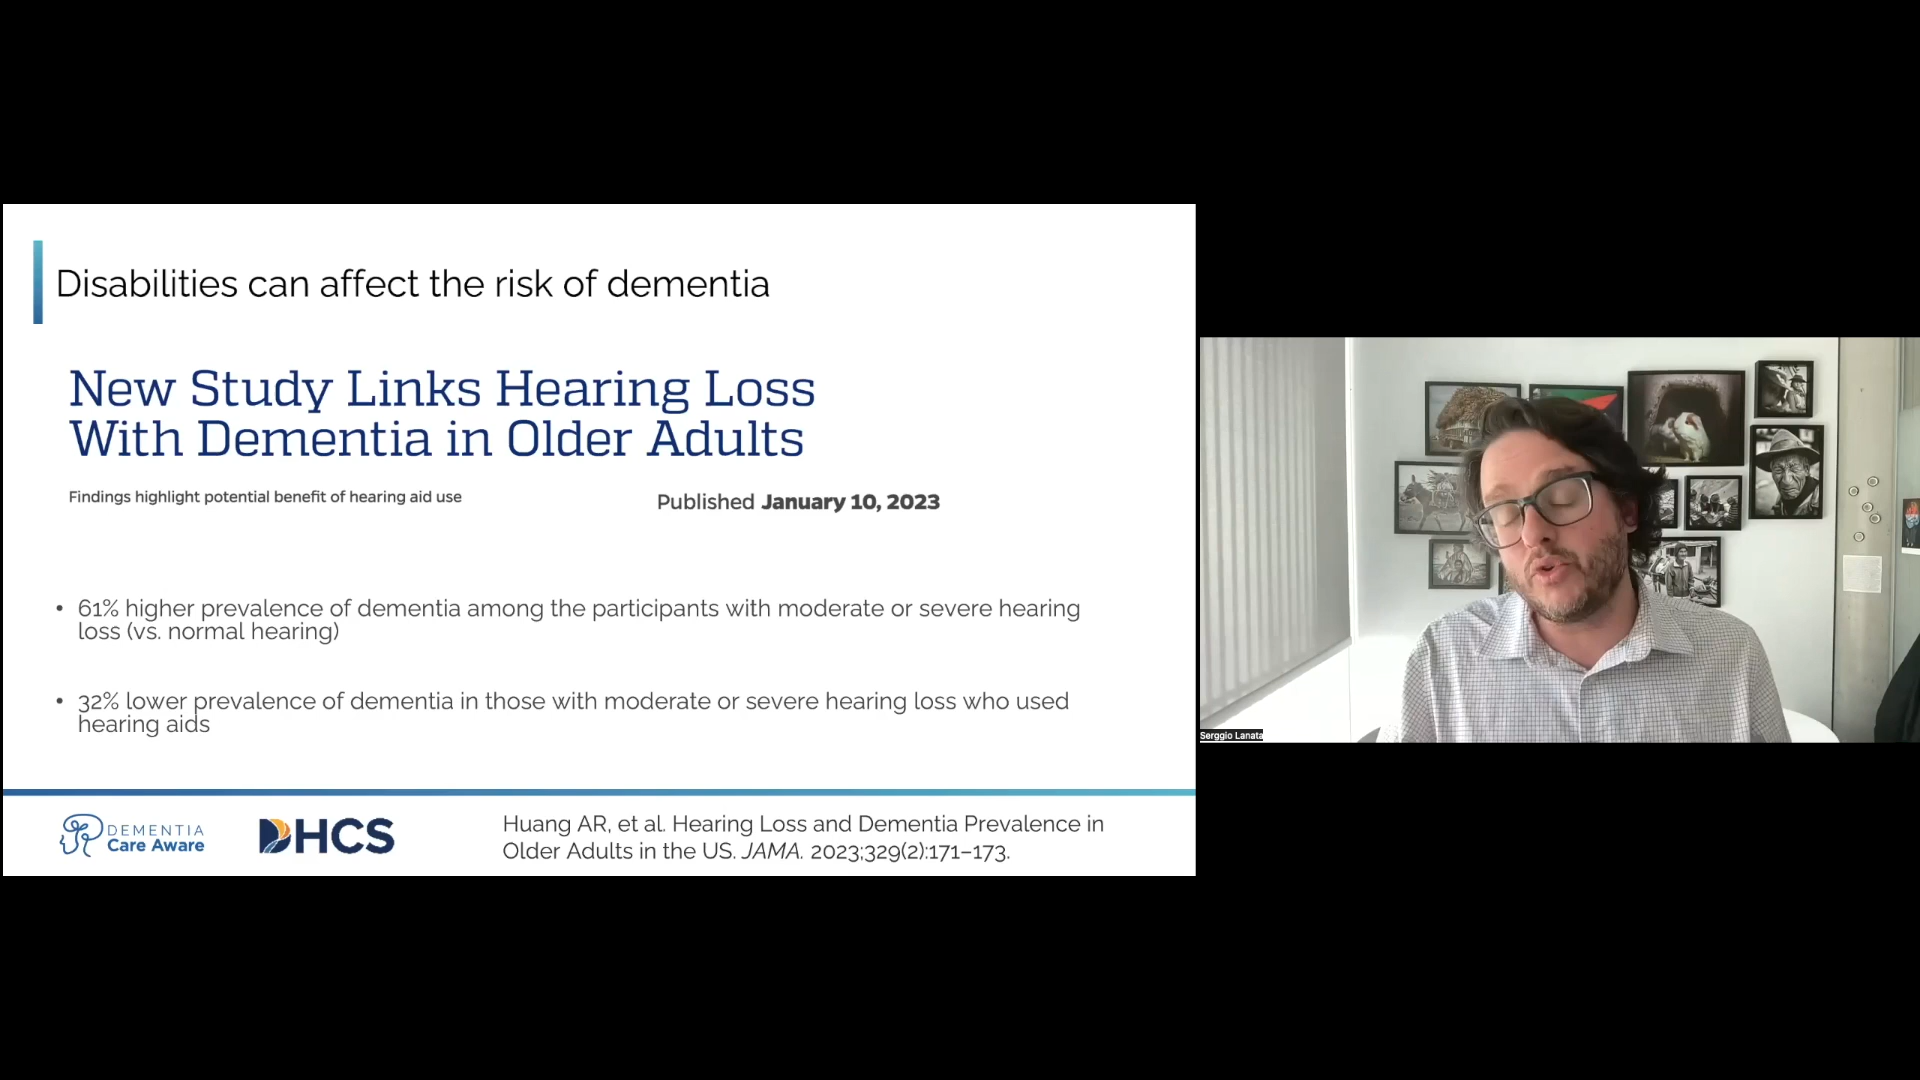 Disabilities can affect the risk of dementia
New Study Links Hearing Loss
With Dementia in Older Adults
Findings highlight potential benefit of hearing aid use
Published January 10, 2023
• 61% higher prevalence of dementia among the participants with moderate or severe hearing
loss (vs. normal hearing)
• 32% lower prevalence of dementia in those with moderate or severe hearing loss who used
hearing aids
DEMENTIA
Care Aware
DHCS
Huang AR, et al. Hearing Loss and Dementia Prevalence in
Older Adults in the US. JAMA. 2023;329(2):171–173.
Serggio Lanata